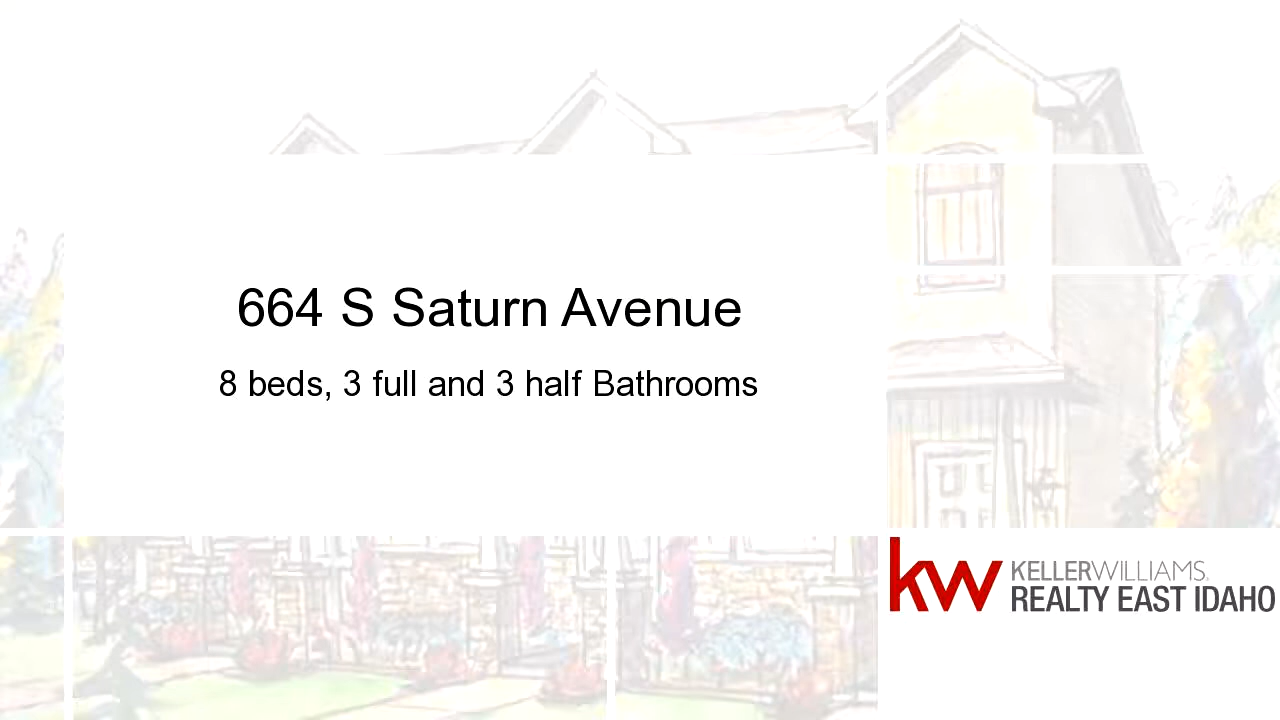 664 S Saturn Avenue
8 beds, 3 full and 3 half Bathrooms
kw KELLERWILLIAMS.
REALTY EAST IDAHO